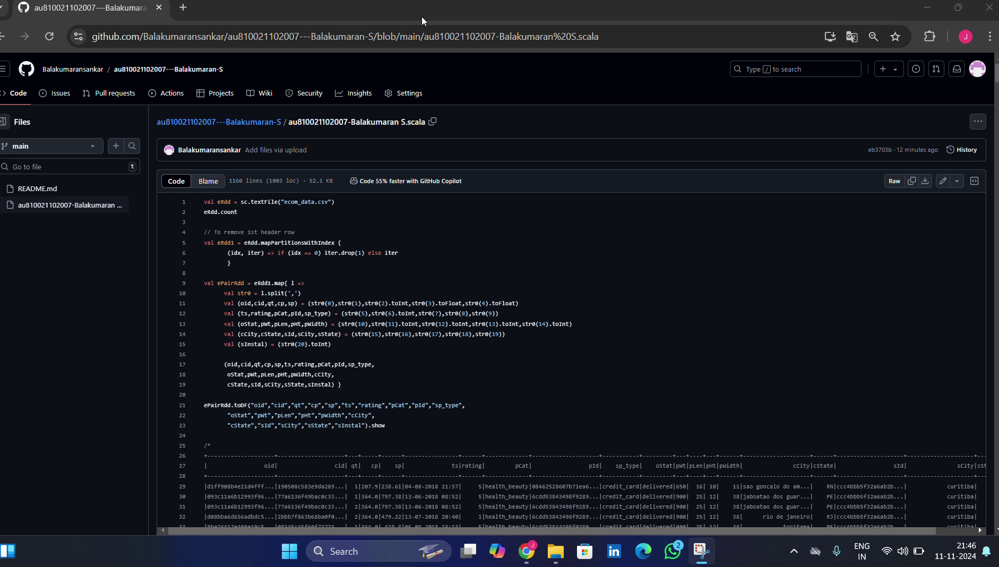 au810021102007---Balakumara
github.com/Balakumaransankar/au810021102007---Balakumaran-S/blob/main/au810021102007-Balakumaran%20S.scala
J
Balakumaransankar / au810021102007---Balakumaran-S
Type / to search
Code Issues Pull requests Actions Projects Wiki Security Insights Settings
Files
main
Go to file t
README.md
au810021102007-Balakumaran ...
au810021102007---Balakumaran-S / au810021102007-Balakumaran S.scala
Balakumaransankar Add files via upload eb3703b · 12 minutes ago History
Code Blame 1160 lines (1003 loc) · 52.1 KB Code 55% faster with GitHub Copilot Raw
1 val eRdd = sc.textFile("ecom_data.csv")
2 eRdd.count
3
4 // To remove 1st header row
5 val eRdd1 = eRdd.mapPartitionsWithIndex {
6 (idx, iter) => if (idx == 0) iter.drop(1) else iter
7 }
8
9 val ePairRdd = eRdd1.map{ l =>
10 val str0 = l.split(',')
11 val (oid,cid,qt,cp,sp) = (str0(0),str0(1),str0(2).toInt,str0(3).toFloat,str0(4).toFloat)
12 val (ts,rating,pCat,pId,sp_type) = (str0(5),str0(6).toInt,str0(7),str0(8),str0(9))
13 val (oStat,pWt,pLen,pHt,pWidth) = (str0(10),str0(11).toInt,str0(12).toInt,str0(13).toInt,str0(14).toInt)
14 val (cCity,cState,sId,sCity,sState) = (str0(15),str0(16),str0(17),str0(18),str0(19))
15 val (sInstal) = (str0(20).toInt)
16
17 (oid,cid,qt,cp,sp,ts,rating,pCat,pId,sp_type,
18 oStat,pWt,pLen,pHt,pWidth,cCity,
19 cState,sId,sCity,sState,sInstal) }
20
21 ePairRdd.toDF("oid","cid","qt","cp","sp","ts","rating","pCat","pId","sp_type",
22 "oStat","pWt","pLen","pHt","pWidth","cCity",
23 "cState","sId","sCity","sState","sInstal").show
24
25 /*
26 +--------------------+--------------------+---+-----+------+----------------+------+-------------+--------------------+-----------+---------+---+----+---+------+--------------------+------+--------------------+--------------------+---
27 | oid| cid| qt| cp| sp| ts|rating| pCat| pId| sp_type| oStat|pWt|pLen|pHt|pWidth| cCity|cState| sId| sCity|sSt
28 +--------------------+--------------------+---+-----+------+----------------+------+-------------+--------------------+-----------+---------+---+----+---+------+--------------------+------+--------------------+--------------------+---
29 |d1ff908b4e21d4fff...|190508c583e9da289...| 1|207.9|238.61|04-08-2018 21:57| 5|health_beauty|08462528607b71ea6...|credit_card|delivered|650| 16| 10| 11|sao goncalo do am...| RN|ccc4bbb5f32a6ab2b...| curitiba|
30 |093c11a6b12993f96...|77a6136f49bac0c33...| 1|364.0|797.38|13-06-2018 08:52| 5|health_beauty|6cdd53843498f9289...|credit_card|delivered|900| 25| 12| 38|jaboatao dos guar...| PE|ccc4bbb5f32a6ab2b...| curitiba|
31 |093c11a6b12993f96...|77a6136f49bac0c33...| 2|364.0|797.38|13-06-2018 08:52| 5|health_beauty|6cdd53843498f9289...|credit_card|delivered|900| 25| 12| 38|jaboatao dos guar...| PE|ccc4bbb5f32a6ab2b...| curitiba|
32 |d08bba6d656adbdc5...|2bbb7f863b68ba0f0...| 2|364.0|479.22|13-07-2018 20:40| 1|health_beauty|6cdd53843498f9289...|credit_card|delivered|900| 25| 12| 38| rio de janeiro| RJ|ccc4bbb5f32a6ab2b...| curitiba|
Search
J
2
ENG
IN
21:46
11-11-2024